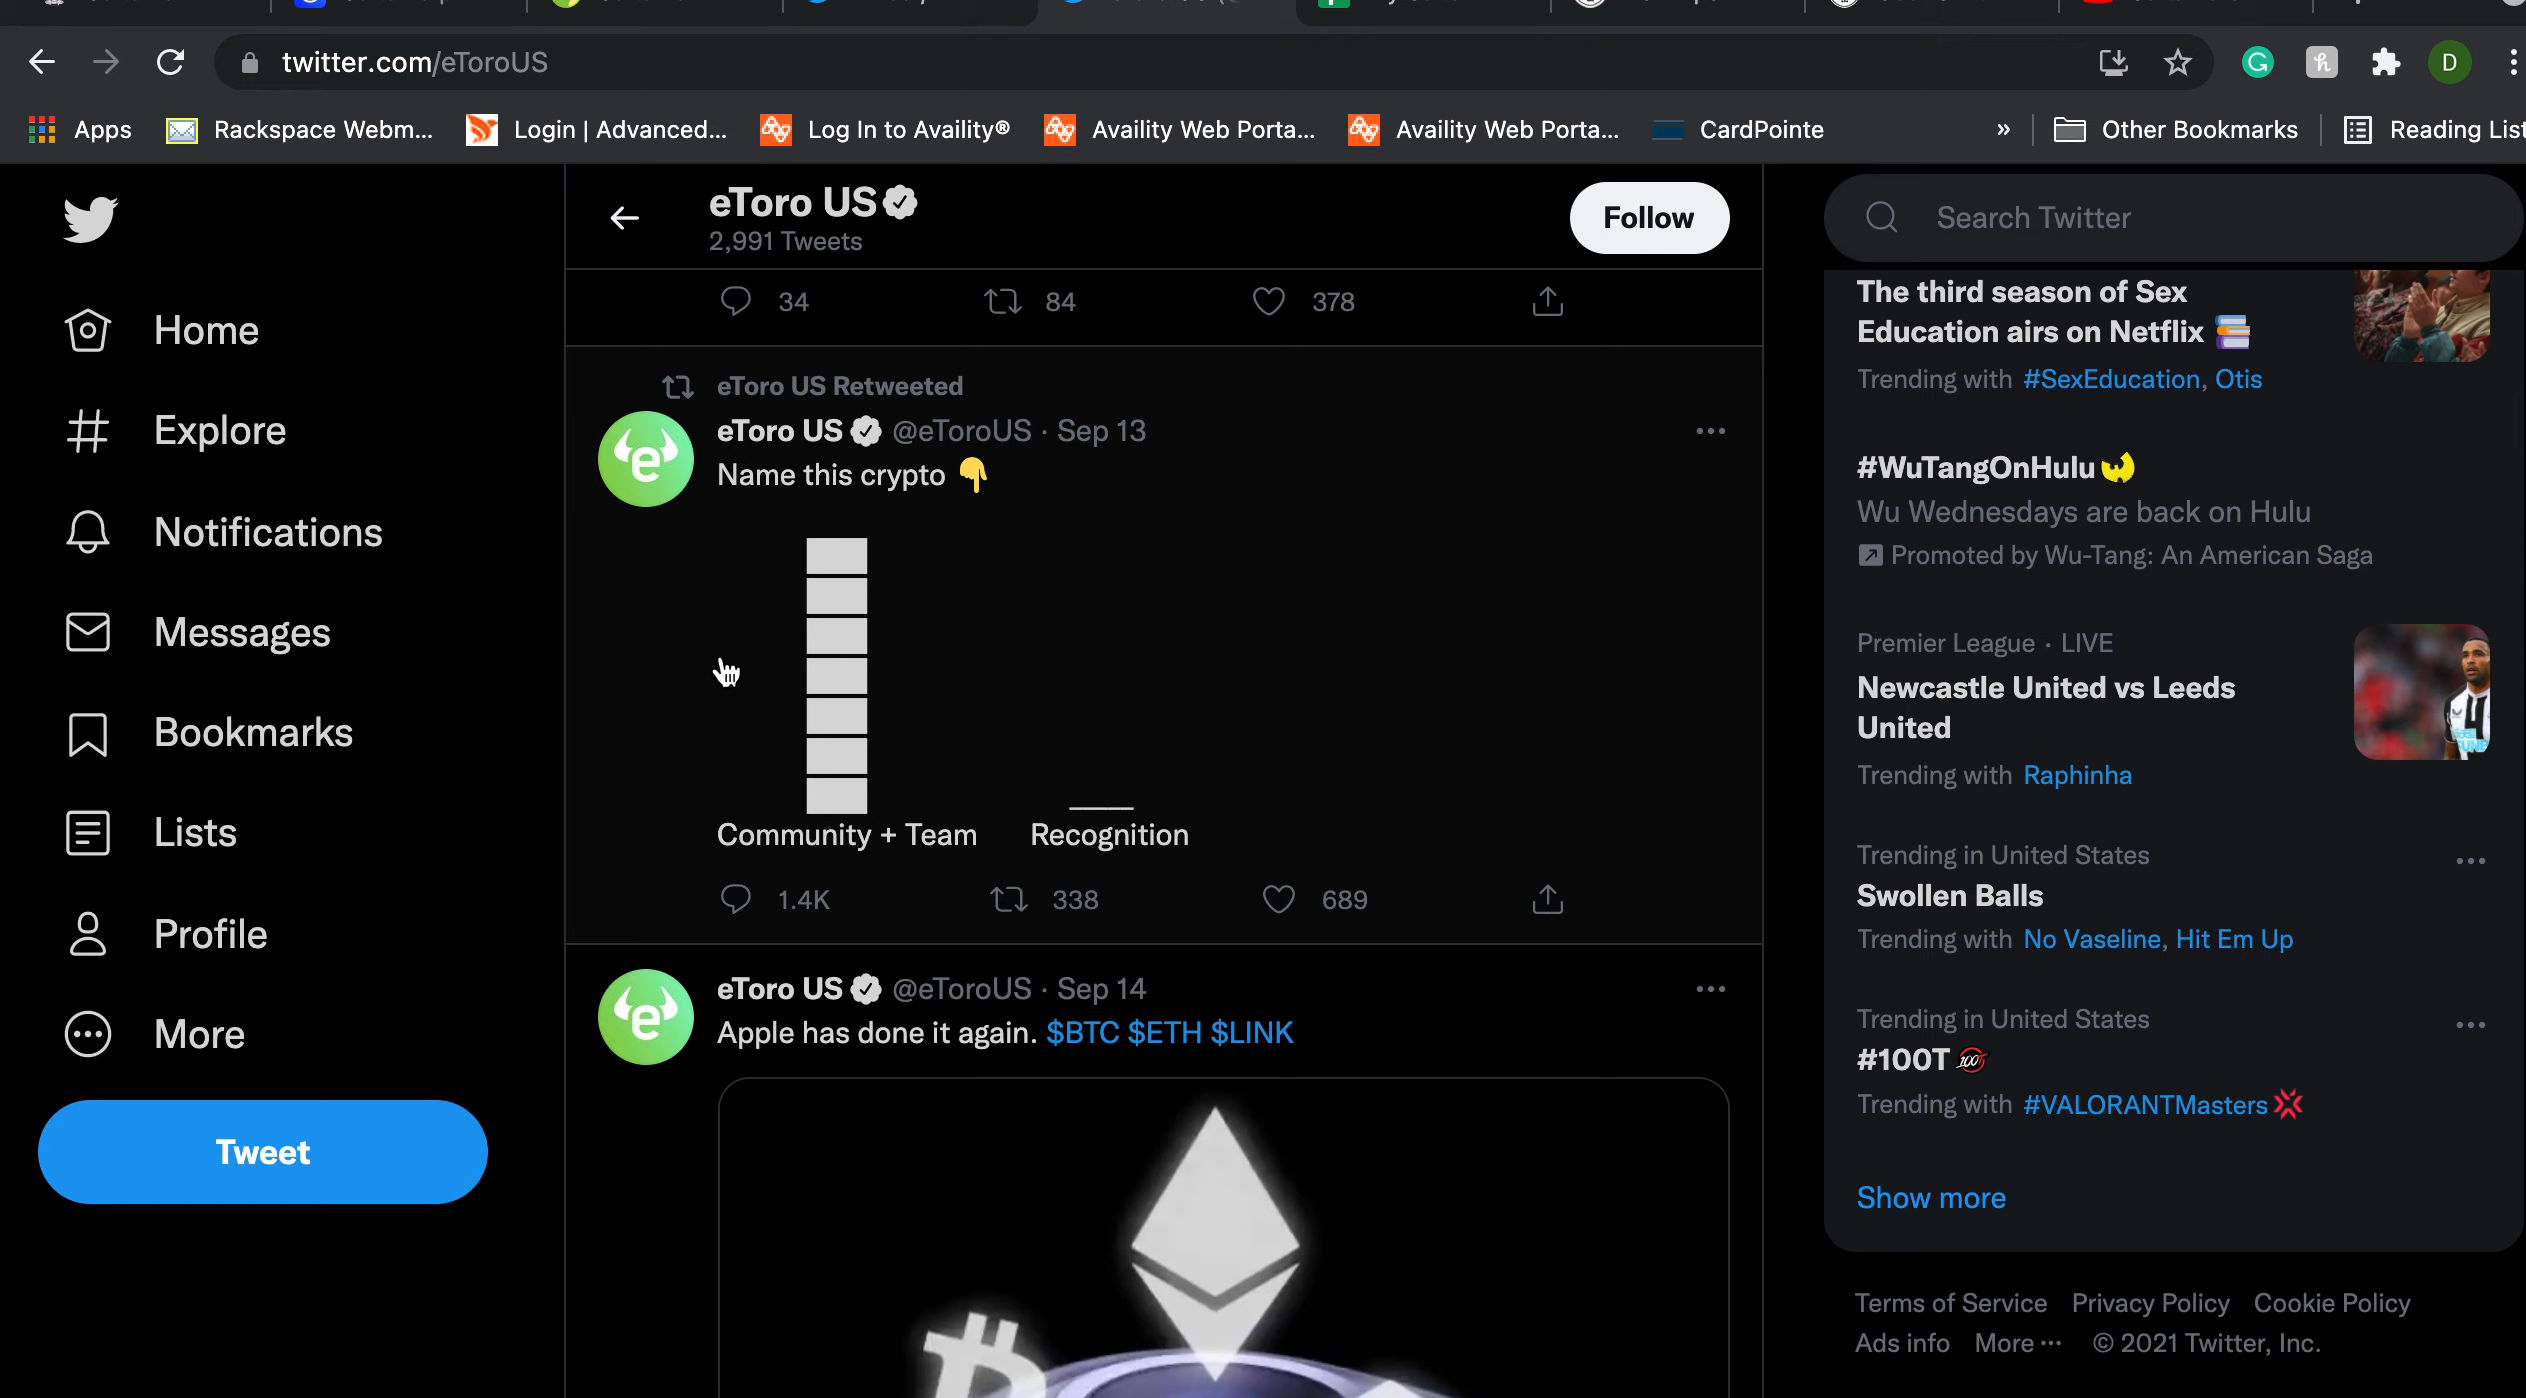 twitter.com/eToroUS
D
Apps
Rackspace Webm...
Login | Advanced...
Log In to Availity®
Availity Web Porta...
Availity Web Porta...
CardPointe
»
Other Bookmarks
Reading List
Home
Explore
Notifications
Messages
Bookmarks
Lists
Profile
More
Tweet
eToro US
2,991 Tweets
Follow
34 84 378
eToro US Retweeted
eToro US @eToroUS · Sep 13
Name this crypto 👇
Community + Team Recognition
1.4K 338 689
eToro US @eToroUS · Sep 14
Apple has done it again. $BTC $ETH $LINK
Search Twitter
The third season of Sex
Education airs on Netflix 📚
Trending with #SexEducation, Otis
#WuTangOnHulu
Wu Wednesdays are back on Hulu
Promoted by Wu-Tang: An American Saga
Premier League · LIVE
Newcastle United vs Leeds
United
Trending with Raphinha
Trending in United States
Swollen Balls
Trending with No Vaseline, Hit Em Up
Trending in United States
#100T
Trending with #VALORANTMasters
Show more
Terms of Service Privacy Policy Cookie Policy
Ads info More ··· © 2021 Twitter, Inc.